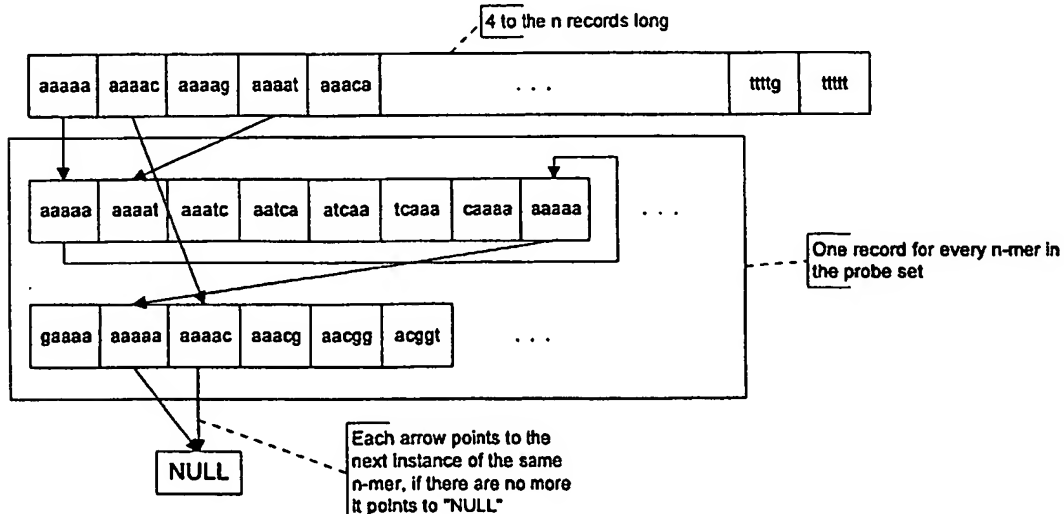 4 to the n records long
aaaaa aaaac aaaag aaaat aaaca . . . ttttg ttttt
aaaaa aaaat aaatc aatca atcaa tcaaa caaaa aaaaa . . .
One record for every n-mer in
the probe set
gaaaa aaaaa aaaac aaacg aacgg acggt . . .
Each arrow points to the
next instance of the same
n-mer, if there are no more
it points to "NULL"
NULL